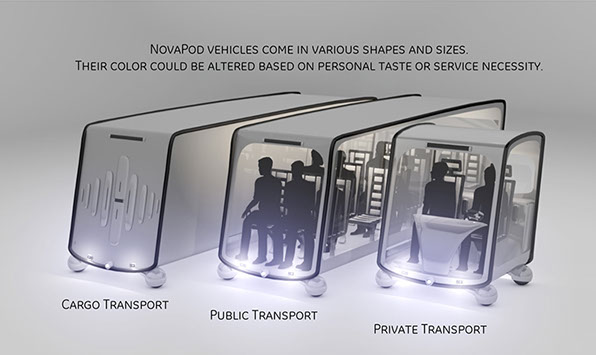 NovaPod vehicles come in various shapes and sizes.
Their color could be altered based on personal taste or service necessity.
Cargo Transport
Public Transport
Private Transport